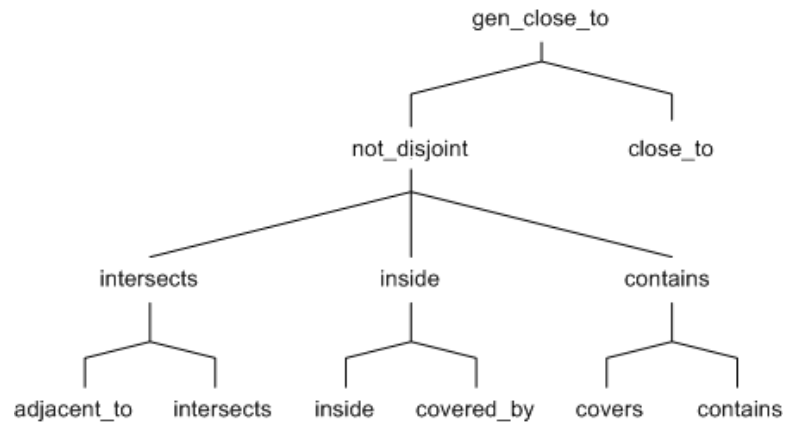 gen_close_to
not_disjoint close_to
intersects inside contains
adjacent_to intersects inside covered_by covers contains